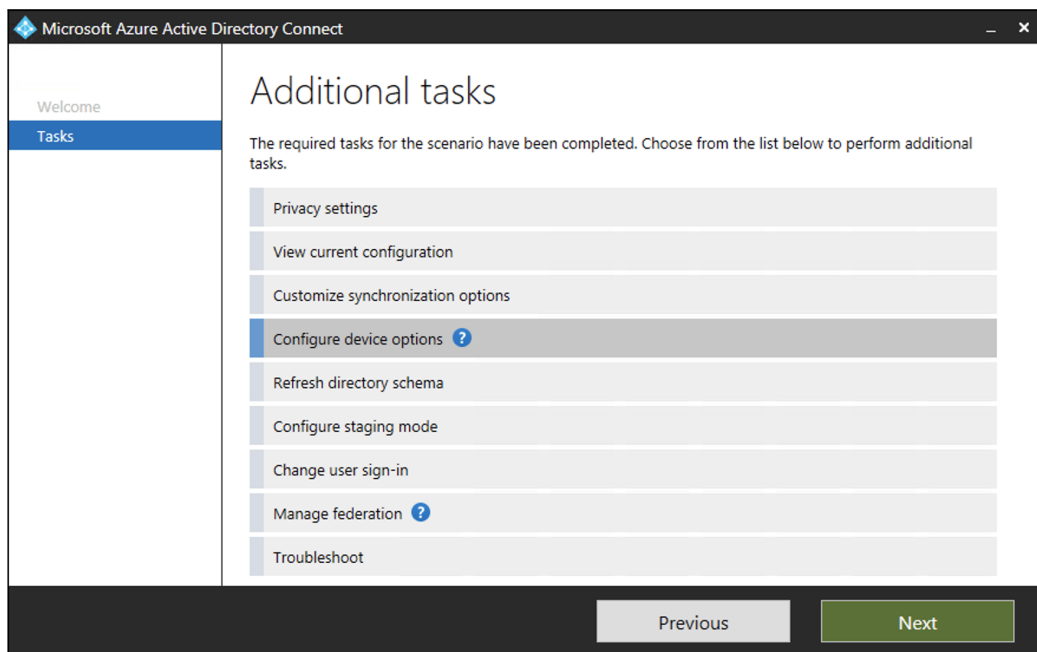 Microsoft Azure Active Directory Connect
Welcome
Tasks
Additional tasks
The required tasks for the scenario have been completed. Choose from the list below to perform additional
tasks.
Privacy settings
View current configuration
Customize synchronization options
Configure device options ?
Refresh directory schema
Configure staging mode
Change user sign-in
Manage federation ?
Troubleshoot
Previous
Next